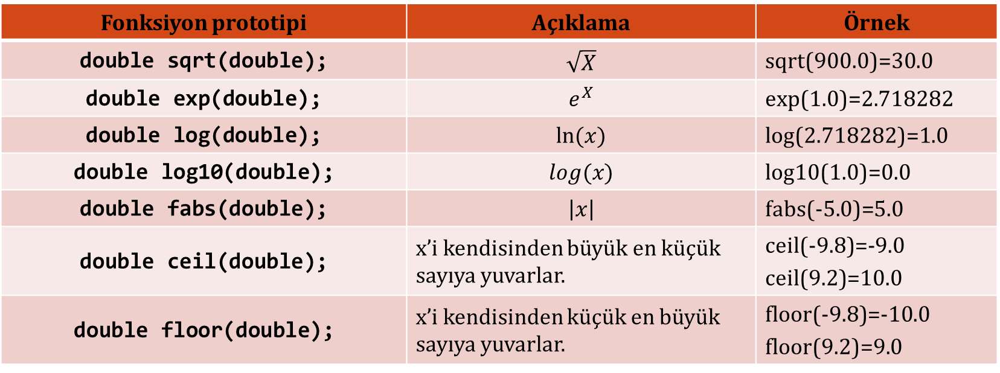 Fonksiyon prototipi Açıklama Örnek
double sqrt(double); √X sqrt(900.0)=30.0
double exp(double); e^X exp(1.0)=2.718282
double log(double); ln(x) log(2.718282)=1.0
double log10(double); log(x) log10(1.0)=0.0
double fabs(double); |x| fabs(-5.0)=5.0
double ceil(double);
x’i kendisinden büyük en küçük
sayıya yuvarlar.
ceil(-9.8)=-9.0
ceil(9.2)=10.0
double floor(double);
x’i kendisinden küçük en büyük
sayıya yuvarlar.
floor(-9.8)=-10.0
floor(9.2)=9.0